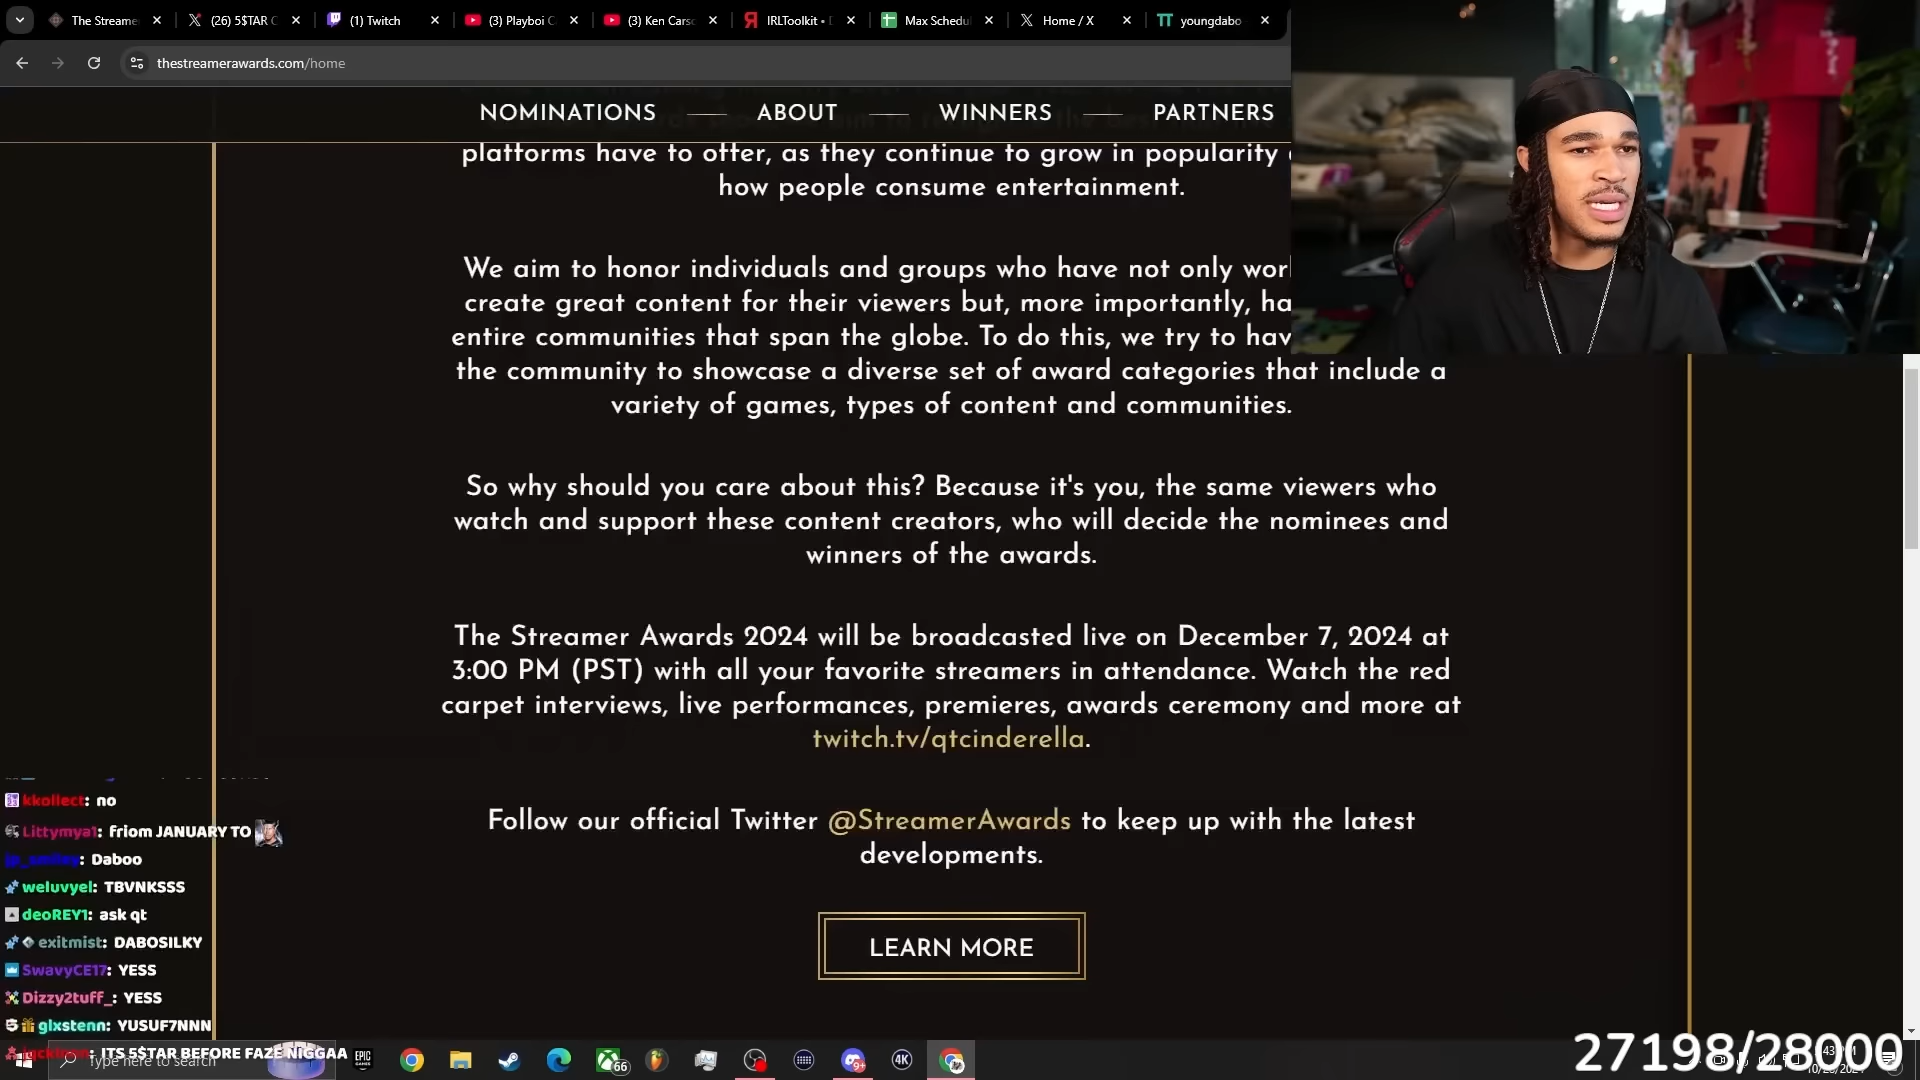 The Streame
(26) 5$TAR C
(1) Twitch
(3) Playboi C
(3) Ken Cars
IRLToolkit • D
Max Schedu
Home / X
youngdabo
thestreamerawards.com/home
NOMINATIONS
ABOUT
WINNERS
PARTNERS
platforms have to offer, as they continue to grow in popularity
how people consume entertainment.
We aim to honor individuals and groups who have not only wor
create great content for their viewers but, more importantly, ha
entire communities that span the globe. To do this, we try to hav
the community to showcase a diverse set of award categories that include a
variety of games, types of content and communities.
So why should you care about this? Because it's you, the same viewers who
watch and support these content creators, who will decide the nominees and
winners of the awards.
The Streamer Awards 2024 will be broadcasted live on December 7, 2024 at
3:00 PM (PST) with all your favorite streamers in attendance. Watch the red
carpet interviews, live performances, premieres, awards ceremony and more at
twitch.tv/qtcinderella.
Follow our official Twitter @StreamerAwards to keep up with the latest
developments.
LEARN MORE
kkollect: no
Littymya1: friom JANUARY TO
jp_smiley: Daboo
weluvyel: TBVNKSSS
deoREY1: ask qt
exitmist: DABOSILKY
SwavyCE17: YESS
Dizzy2tuff_: YESS
glxstenn: YUSUF7NNN
: ITS 5$TAR BEFORE FAZE NIGGAA
Type here to search
EPIC
66
9+
4K
27198/28000